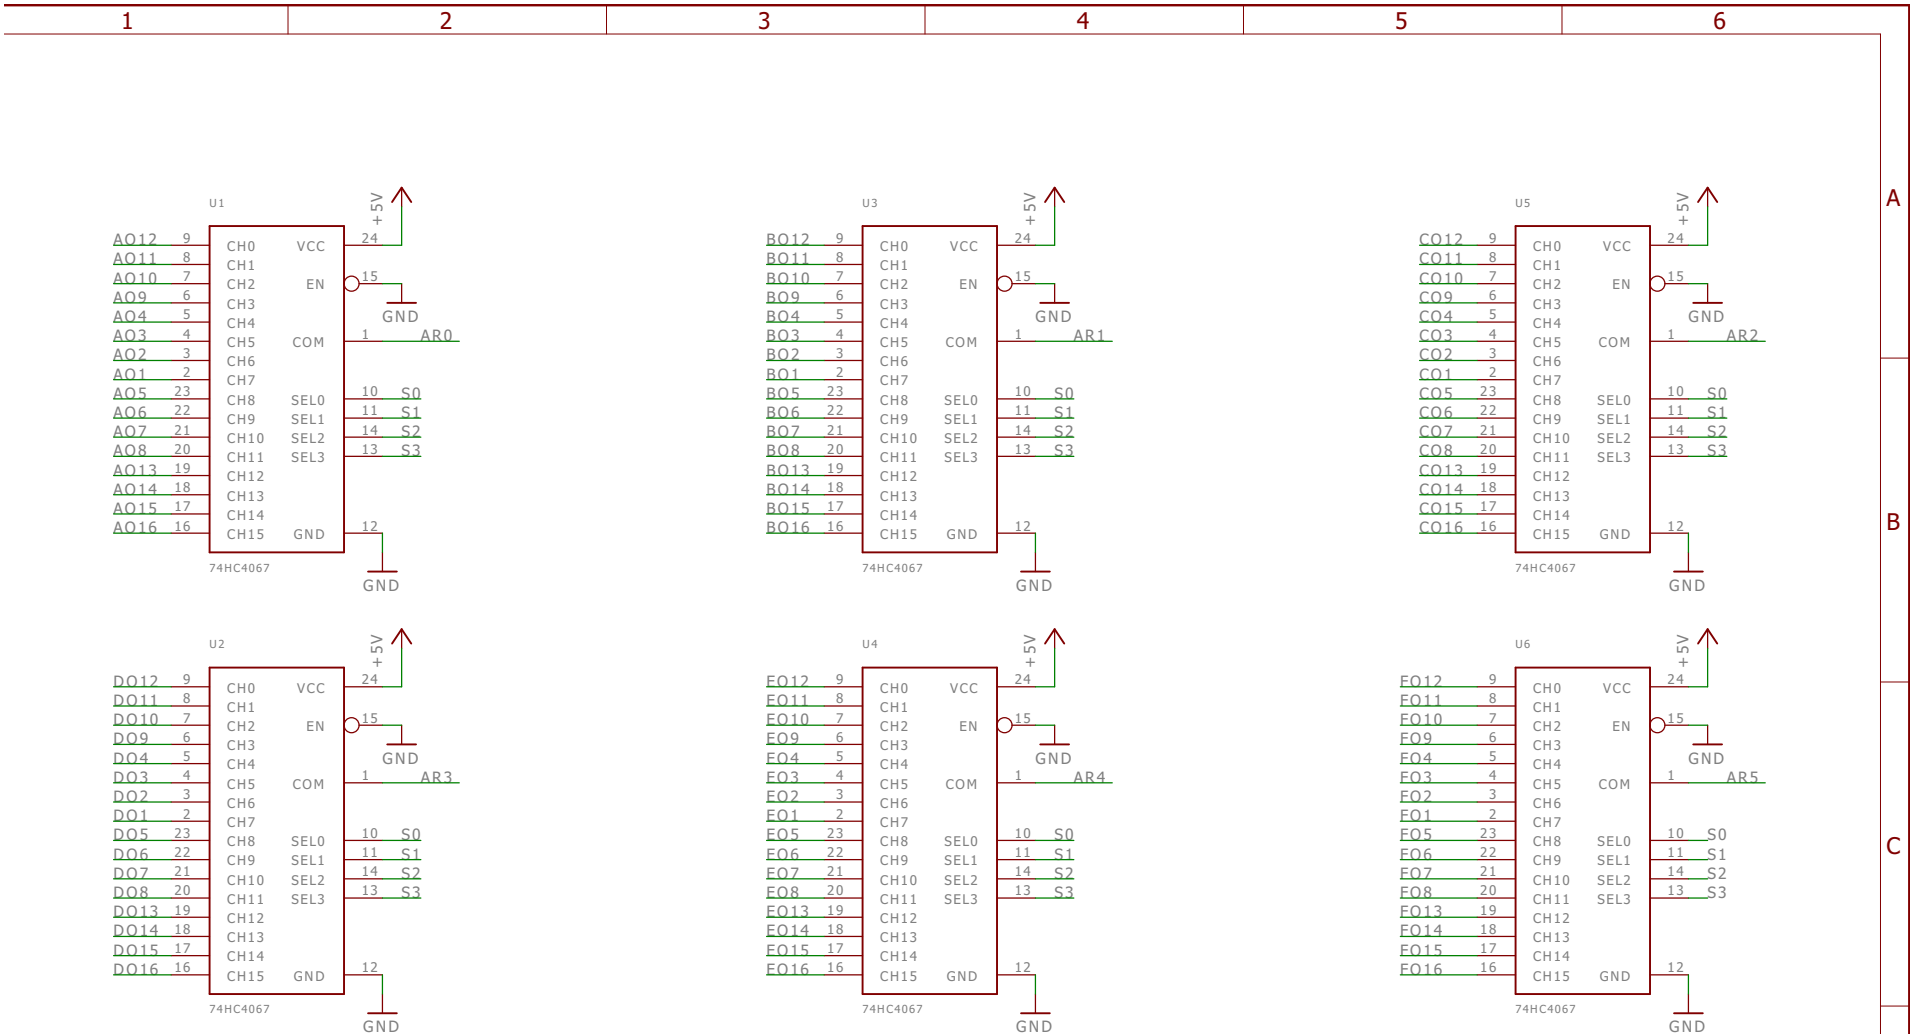 1 2 3 4 5 6
A
B
C
U1
+5V
AO12 9 CH0 VCC 24
AO11 8 CH1
AO10 7 CH2 EN 15
AO9 6 CH3
GND
AO4 5 CH4
AO3 4 CH5 COM 1 AR0
AO2 3 CH6
AO1 2 CH7
AO5 23 CH8 SEL0 10 S0
AO6 22 CH9 SEL1 11 S1
AO7 21 CH10 SEL2 14 S2
AO8 20 CH11 SEL3 13 S3
AO13 19 CH12
AO14 18 CH13
AO15 17 CH14
AO16 16 CH15 GND 12
74HC4067
GND
U3
+5V
BO12 9 CH0 VCC 24
BO11 8 CH1
BO10 7 CH2 EN 15
BO9 6 CH3
GND
BO4 5 CH4
BO3 4 CH5 COM 1 AR1
BO2 3 CH6
BO1 2 CH7
BO5 23 CH8 SEL0 10 S0
BO6 22 CH9 SEL1 11 S1
BO7 21 CH10 SEL2 14 S2
BO8 20 CH11 SEL3 13 S3
BO13 19 CH12
BO14 18 CH13
BO15 17 CH14
BO16 16 CH15 GND 12
74HC4067
GND
U5
+5V
CO12 9 CH0 VCC 24
CO11 8 CH1
CO10 7 CH2 EN 15
CO9 6 CH3
GND
CO4 5 CH4
CO3 4 CH5 COM 1 AR2
CO2 3 CH6
CO1 2 CH7
CO5 23 CH8 SEL0 10 S0
CO6 22 CH9 SEL1 11 S1
CO7 21 CH10 SEL2 14 S2
CO8 20 CH11 SEL3 13 S3
CO13 19 CH12
CO14 18 CH13
CO15 17 CH14
CO16 16 CH15 GND 12
74HC4067
GND
U2
+5V
DO12 9 CH0 VCC 24
DO11 8 CH1
DO10 7 CH2 EN 15
DO9 6 CH3
GND
DO4 5 CH4
DO3 4 CH5 COM 1 AR3
DO2 3 CH6
DO1 2 CH7
DO5 23 CH8 SEL0 10 S0
DO6 22 CH9 SEL1 11 S1
DO7 21 CH10 SEL2 14 S2
DO8 20 CH11 SEL3 13 S3
DO13 19 CH12
DO14 18 CH13
DO15 17 CH14
DO16 16 CH15 GND 12
74HC4067
GND
U4
+5V
EO12 9 CH0 VCC 24
EO11 8 CH1
EO10 7 CH2 EN 15
EO9 6 CH3
GND
EO4 5 CH4
EO3 4 CH5 COM 1 AR4
EO2 3 CH6
EO1 2 CH7
EO5 23 CH8 SEL0 10 S0
EO6 22 CH9 SEL1 11 S1
EO7 21 CH10 SEL2 14 S2
EO8 20 CH11 SEL3 13 S3
EO13 19 CH12
EO14 18 CH13
EO15 17 CH14
EO16 16 CH15 GND 12
74HC4067
GND
U6
+5V
FO12 9 CH0 VCC 24
FO11 8 CH1
FO10 7 CH2 EN 15
FO9 6 CH3
GND
FO4 5 CH4
FO3 4 CH5 COM 1 AR5
FO2 3 CH6
FO1 2 CH7
FO5 23 CH8 SEL0 10 S0
FO6 22 CH9 SEL1 11 S1
FO7 21 CH10 SEL2 14 S2
FO8 20 CH11 SEL3 13 S3
FO13 19 CH12
FO14 18 CH13
FO15 17 CH14
FO16 16 CH15 GND 12
74HC4067
GND